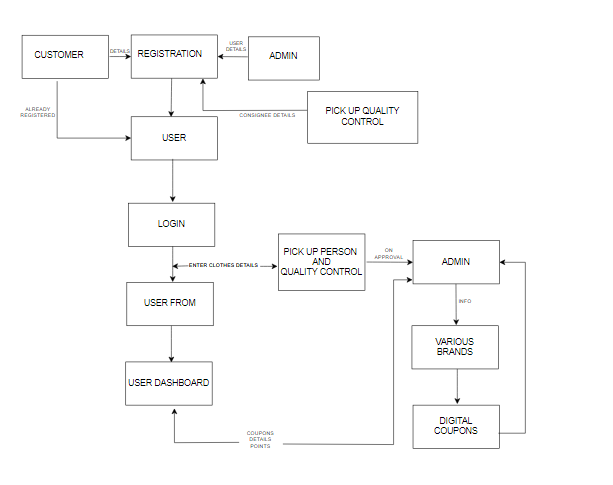 CUSTOMER
DETAILS
REGISTRATION
USER
DETAILS
ADMIN
ALREADY
REGISTERED
CONSIGNEE DETAILS
PICK UP QUALITY
CONTROL
USER
LOGIN
ENTER CLOTHES DETAILS
PICK UP PERSON
AND
QUALITY CONTROL
ON
APPROVAL
ADMIN
USER FROM
INFO
VARIOUS
BRANDS
USER DASHBOARD
DIGITAL
COUPONS
COUPONS
DETAILS
POINTS